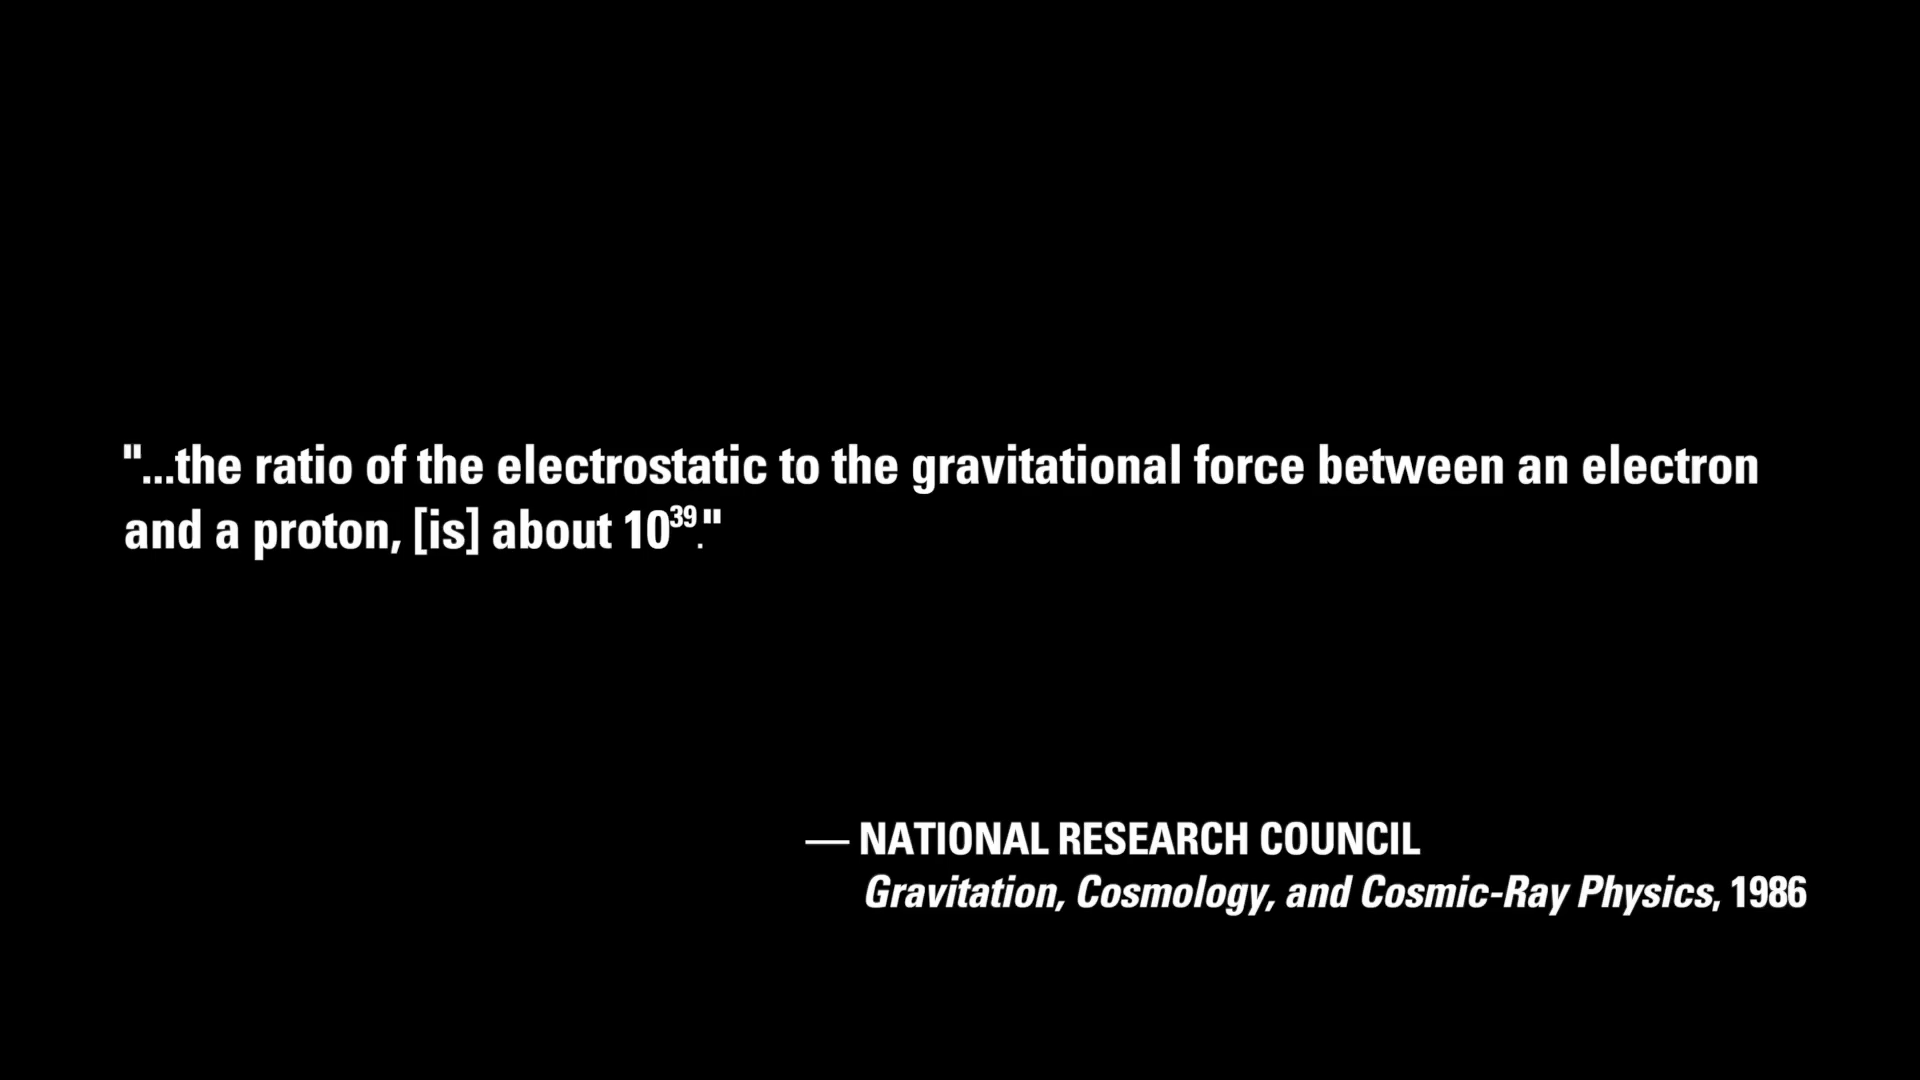 "...the ratio of the electrostatic to the gravitational force between an electron
and a proton, [is] about 10³⁹."
— NATIONAL RESEARCH COUNCIL
Gravitation, Cosmology, and Cosmic-Ray Physics, 1986